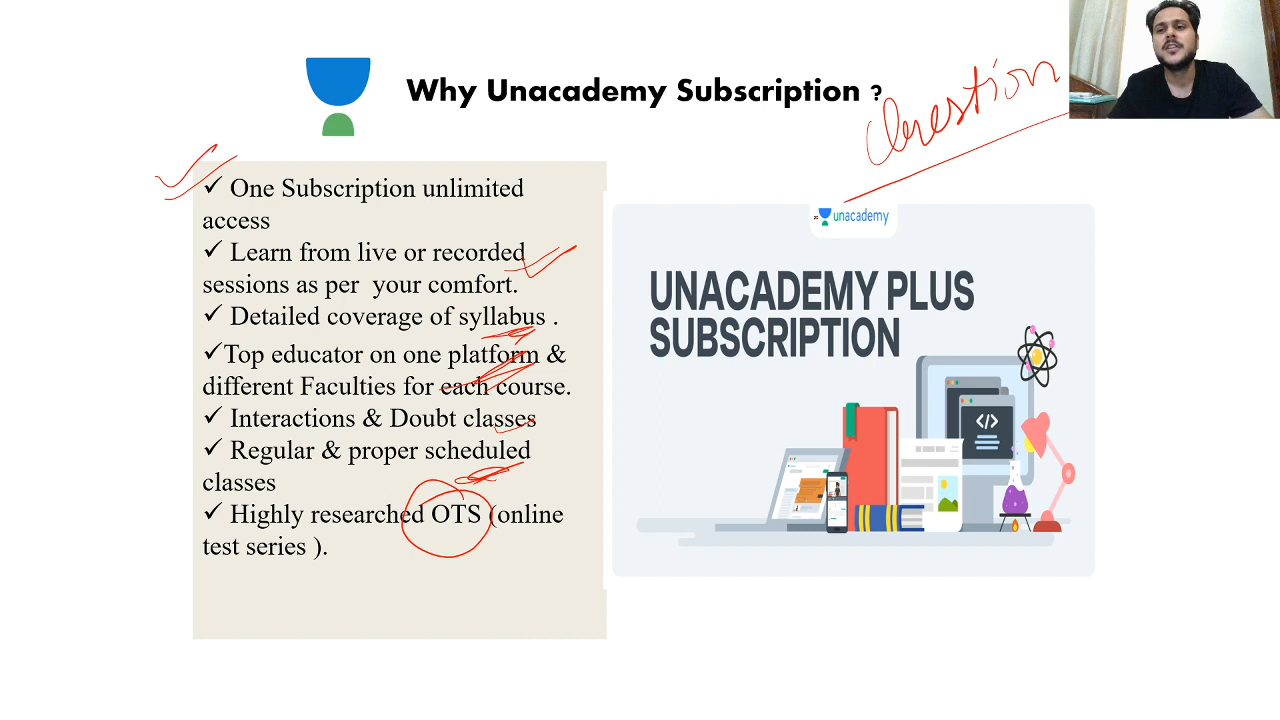 Why Unacademy Subscription ?
Question
✓ One Subscription unlimited
access
✓ Learn from live or recorded
sessions as per your comfort.
✓ Detailed coverage of syllabus .
✓Top educator on one platform &
different Faculties for each course.
✓ Interactions & Doubt classes
✓ Regular & proper scheduled
classes
✓ Highly researched OTS (online
test series ).
unacademy
UNACADEMY PLUS
SUBSCRIPTION
</>